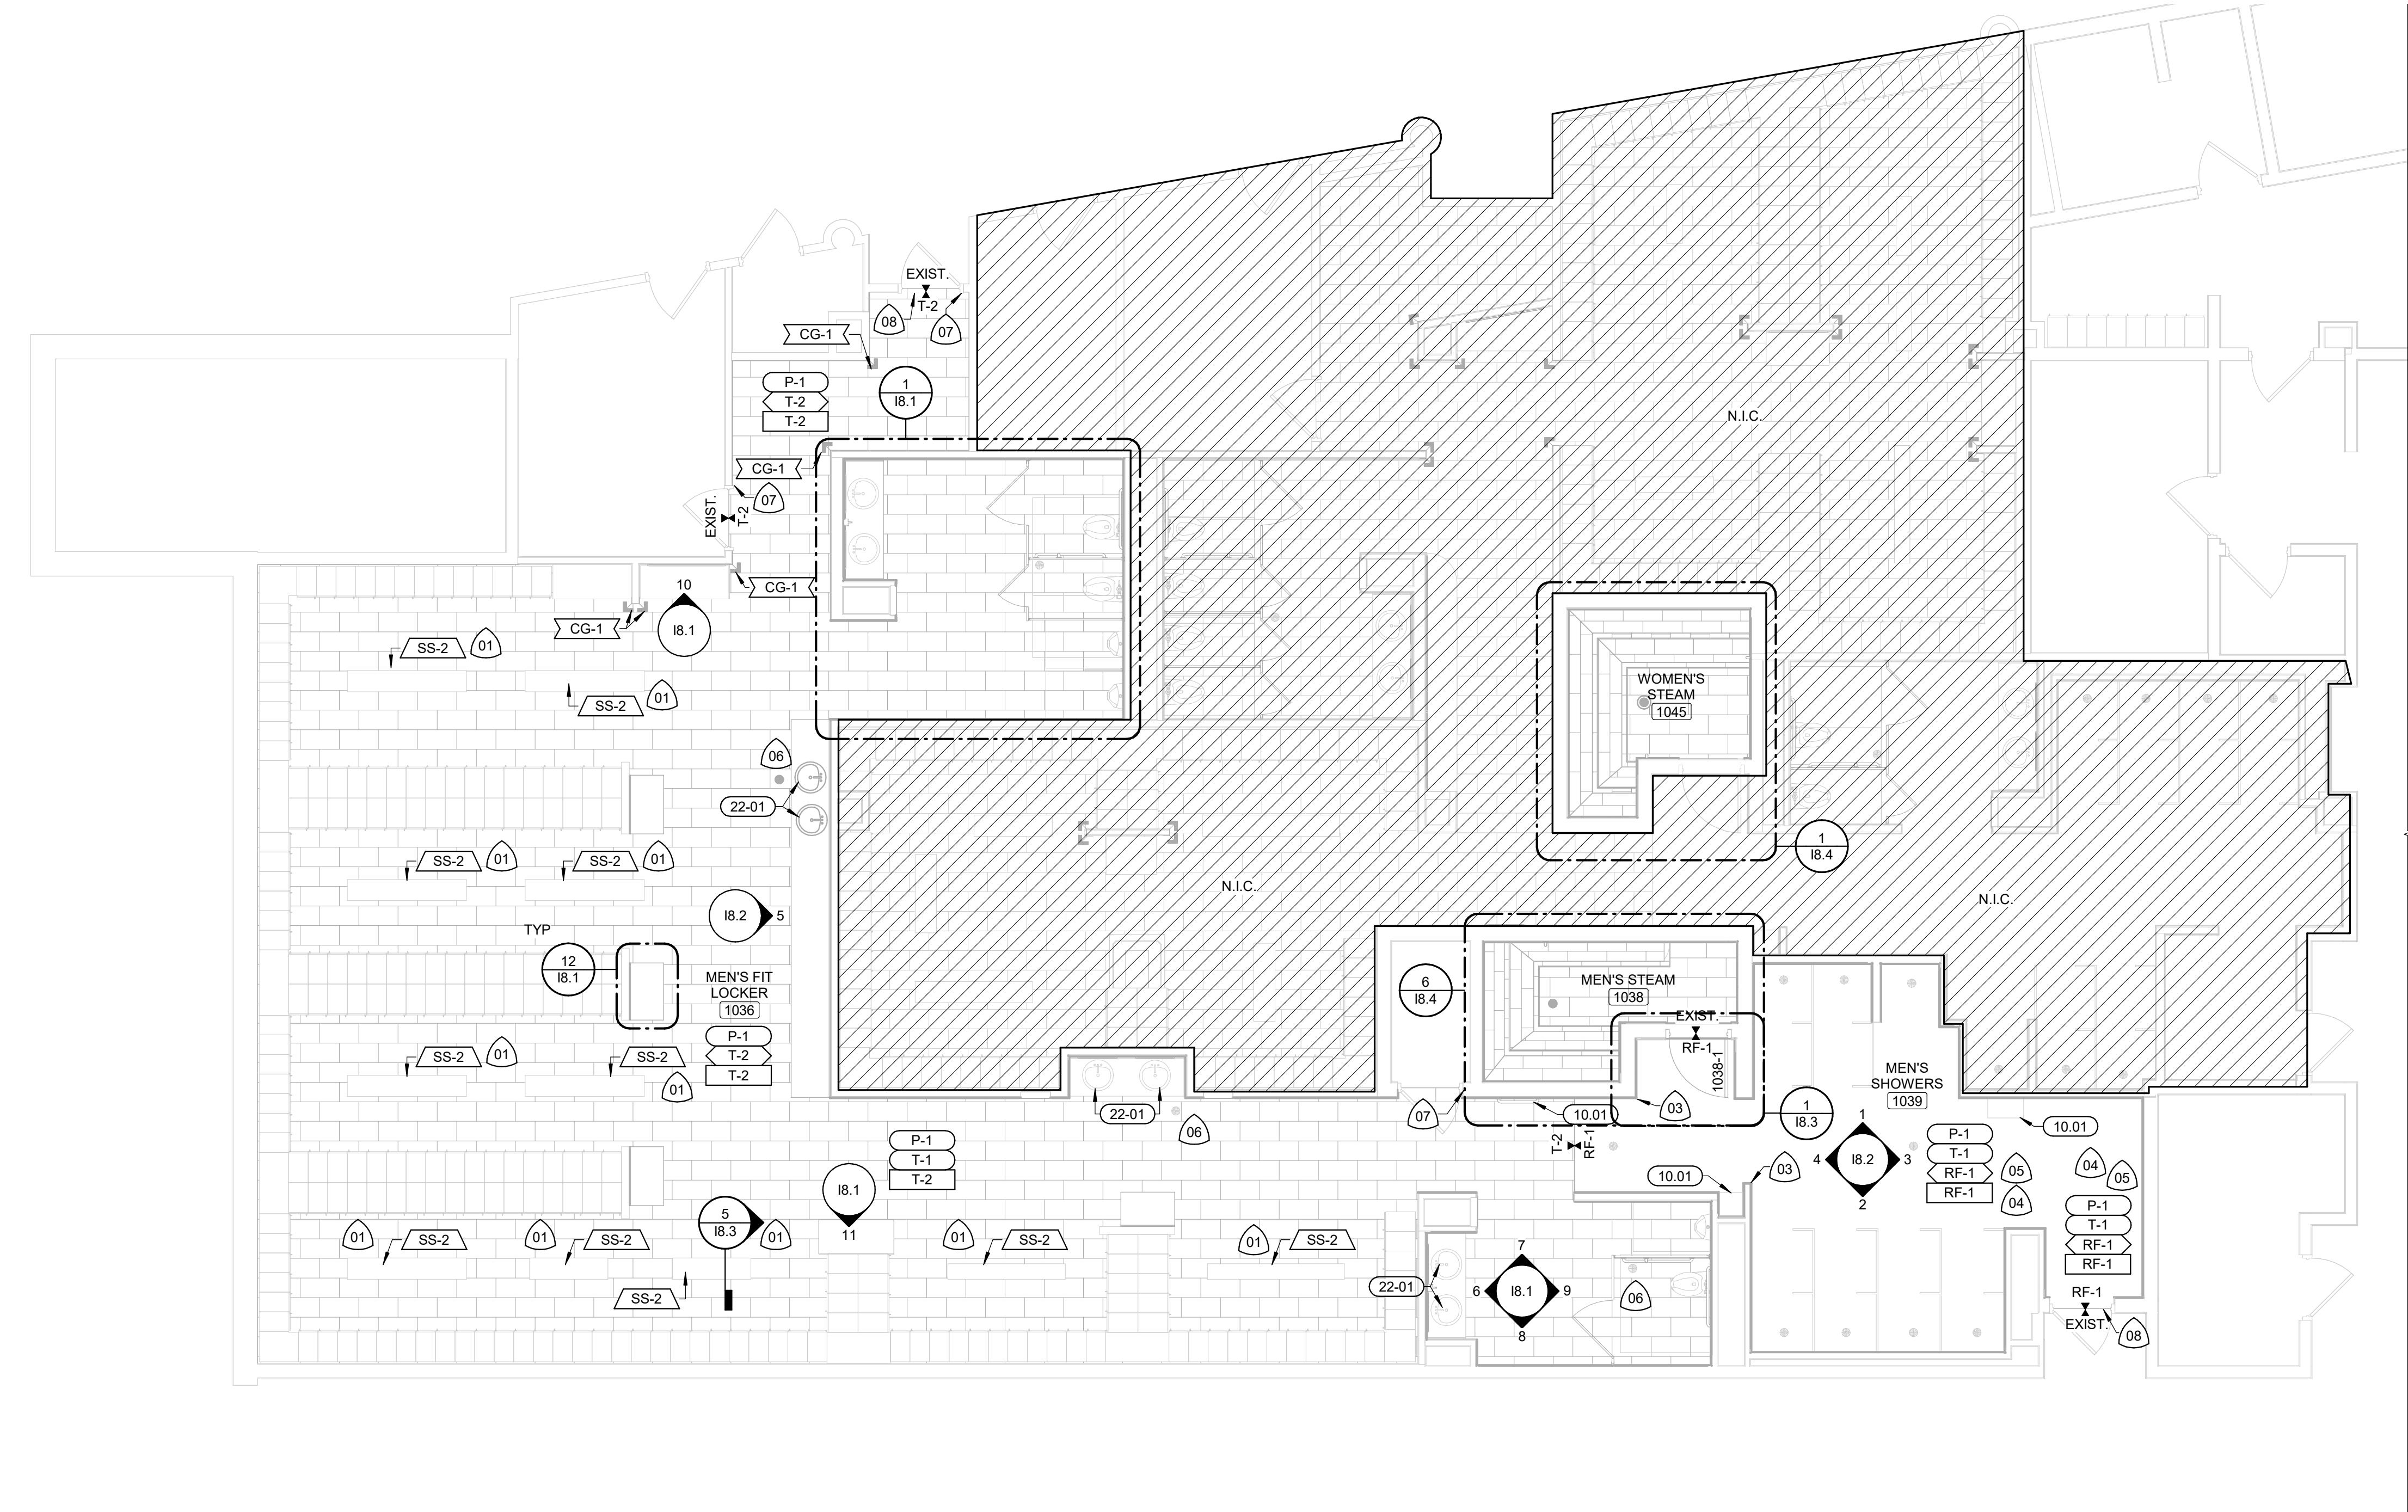 EXIST.
T-2
08
07
CG-1
P-1
T-2
T-2
1
I8.1
N.I.C.
CG-1
07
EXIST.
T-2
CG-1
10
I8.1
CG-1
SS-2
01
SS-2
01
WOMEN'S
STEAM
1045
06
22-01
1
I8.4
SS-2
01
SS-2
01
N.I.C.
N.I.C.
I8.2
5
TYP
12
I8.1
MEN'S FIT
LOCKER
1036
P-1
T-2
T-2
6
I8.4
MEN'S STEAM
1038
EXIST.
RF-1
1038-1
SS-2
01
SS-2
01
MEN'S
SHOWERS
1039
22-01
06
07
10.01
03
1
I8.3
10.01
T-2
RF-1
P-1
T-1
T-2
1
4
I8.2
3
2
P-1
T-1
RF-1
RF-1
05
04
04
05
10.01
03
I8.1
11
P-1
T-1
RF-1
RF-1
01
SS-2
01
SS-2
5
I8.3
01
SS-2
01
SS-2
01
SS-2
22-01
7
6
I8.1
9
8
06
RF-1
EXIST.
08